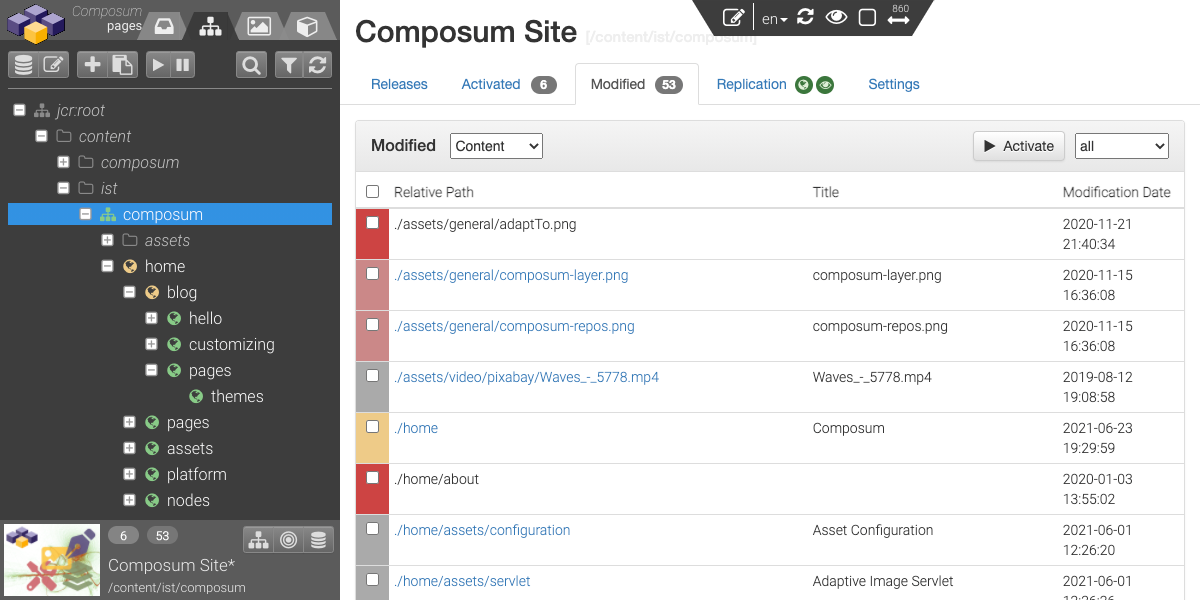 Composum
pages
jcr:root
content
composum
ist
composum
assets
home
blog
hello
customizing
pages
themes
pages
assets
platform
nodes
6 53
Composum Site*
/content/ist/composum
en
860
Composum Site [/content/ist/composum]
Releases Activated 6 Modified 53 Replication Settings
Modified Content Activate all
Relative Path Title Modification Date
./assets/general/adaptTo.png 2020-11-21
21:40:34
./assets/general/composum-layer.png composum-layer.png 2020-11-15
16:36:08
./assets/general/composum-repos.png composum-repos.png 2020-11-15
16:36:08
./assets/video/pixabay/Waves_-_5778.mp4 Waves_-_5778.mp4 2019-08-12
19:08:58
./home Composum 2021-06-23
19:29:59
./home/about 2020-01-03
13:55:02
./home/assets/configuration Asset Configuration 2021-06-01
12:26:20
./home/assets/servlet Adaptive Image Servlet 2021-06-01